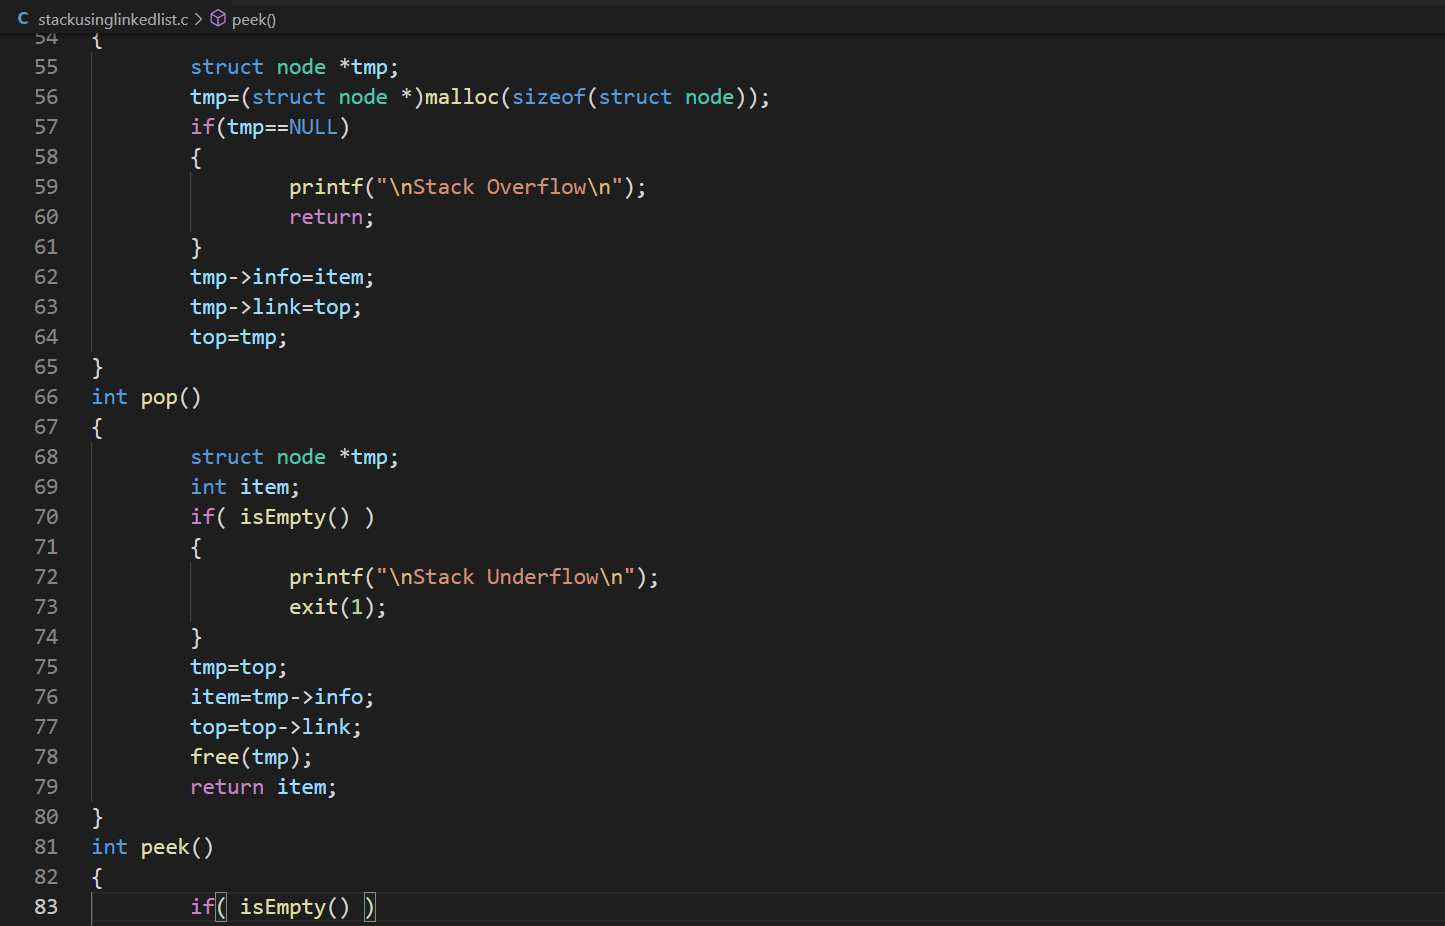 C stackusinglinkedlist.c > peek()
54 {
55 struct node *tmp;
56 tmp=(struct node *)malloc(sizeof(struct node));
57 if(tmp==NULL)
58 {
59 printf("\nStack Overflow\n");
60 return;
61 }
62 tmp->info=item;
63 tmp->link=top;
64 top=tmp;
65 }
66 int pop()
67 {
68 struct node *tmp;
69 int item;
70 if( isEmpty() )
71 {
72 printf("\nStack Underflow\n");
73 exit(1);
74 }
75 tmp=top;
76 item=tmp->info;
77 top=top->link;
78 free(tmp);
79 return item;
80 }
81 int peek()
82 {
83 if( isEmpty() )